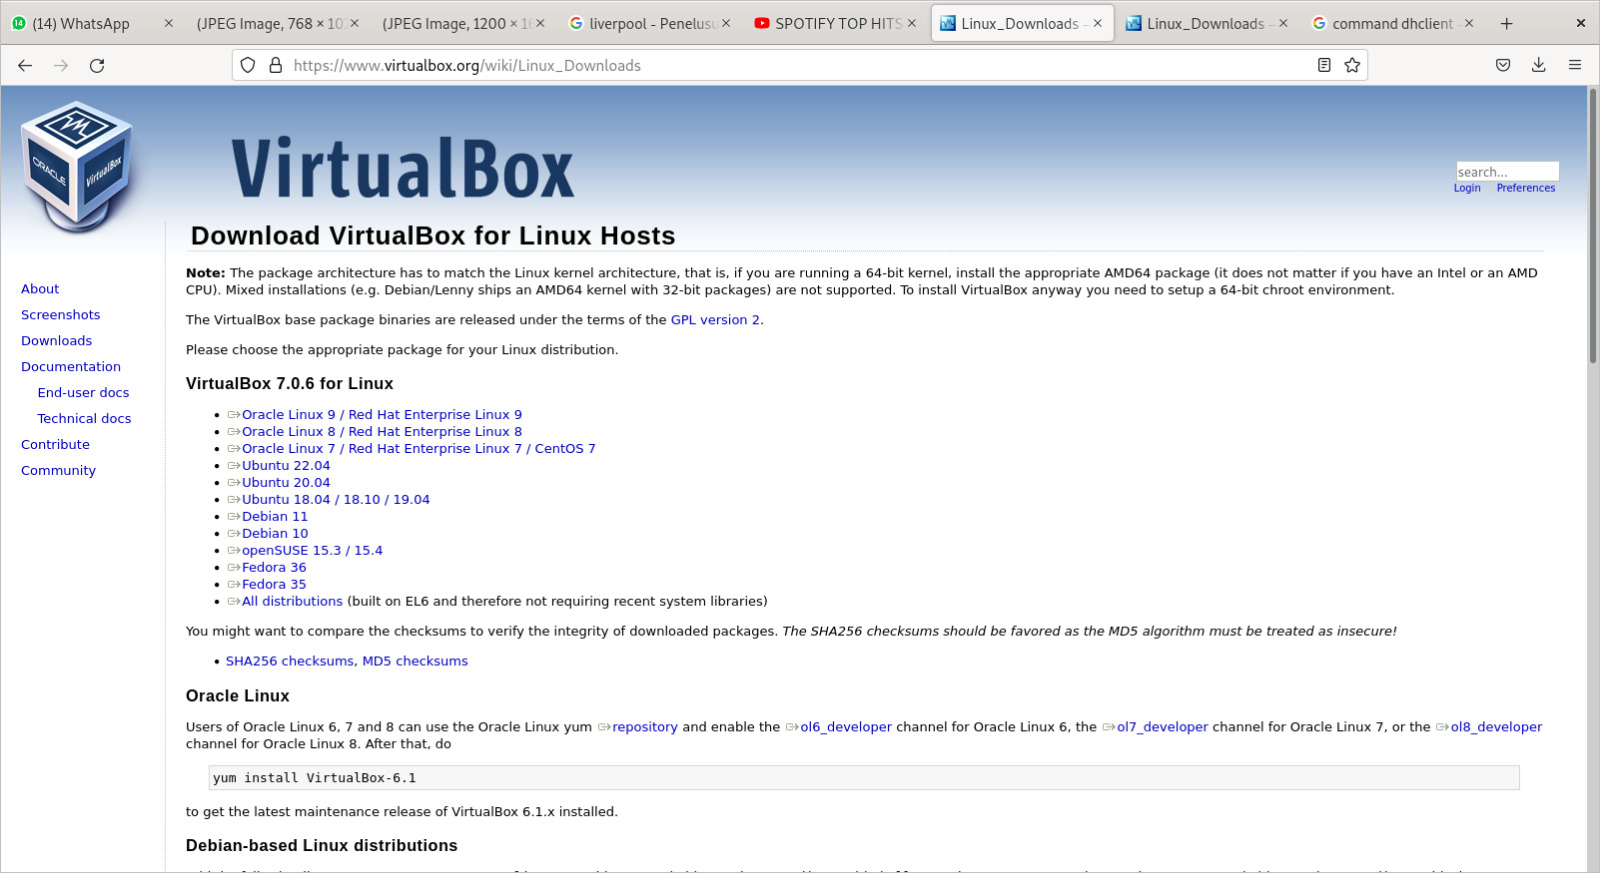 (14) WhatsApp
(JPEG Image, 768 × 10
(JPEG Image, 1200 × 1
liverpool - Penelusu
SPOTIFY TOP HITS
Linux_Downloads –
Linux_Downloads –
command dhclient -
https://www.virtualbox.org/wiki/Linux_Downloads
ORACLE
VirtualBox
VirtualBox
search...
Login Preferences
Download VirtualBox for Linux Hosts
About
Screenshots
Downloads
Documentation
End-user docs
Technical docs
Contribute
Community
Note: The package architecture has to match the Linux kernel architecture, that is, if you are running a 64-bit kernel, install the appropriate AMD64 package (it does not matter if you have an Intel or an AMD
CPU). Mixed installations (e.g. Debian/Lenny ships an AMD64 kernel with 32-bit packages) are not supported. To install VirtualBox anyway you need to setup a 64-bit chroot environment.
The VirtualBox base package binaries are released under the terms of the GPL version 2.
Please choose the appropriate package for your Linux distribution.
VirtualBox 7.0.6 for Linux
Oracle Linux 9 / Red Hat Enterprise Linux 9
Oracle Linux 8 / Red Hat Enterprise Linux 8
Oracle Linux 7 / Red Hat Enterprise Linux 7 / CentOS 7
Ubuntu 22.04
Ubuntu 20.04
Ubuntu 18.04 / 18.10 / 19.04
Debian 11
Debian 10
openSUSE 15.3 / 15.4
Fedora 36
Fedora 35
All distributions (built on EL6 and therefore not requiring recent system libraries)
You might want to compare the checksums to verify the integrity of downloaded packages. The SHA256 checksums should be favored as the MD5 algorithm must be treated as insecure!
SHA256 checksums, MD5 checksums
Oracle Linux
Users of Oracle Linux 6, 7 and 8 can use the Oracle Linux yum repository and enable the ol6_developer channel for Oracle Linux 6, the ol7_developer channel for Oracle Linux 7, or the ol8_developer
channel for Oracle Linux 8. After that, do
yum install VirtualBox-6.1
to get the latest maintenance release of VirtualBox 6.1.x installed.
Debian-based Linux distributions